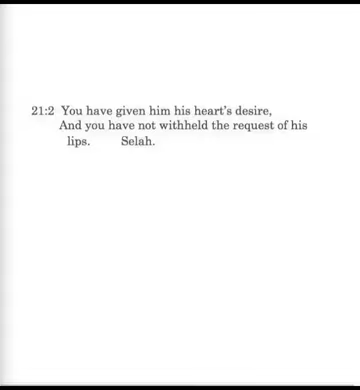 21:2 You have given him his heart's desire,
And you have not withheld the request of his
lips. Selah.